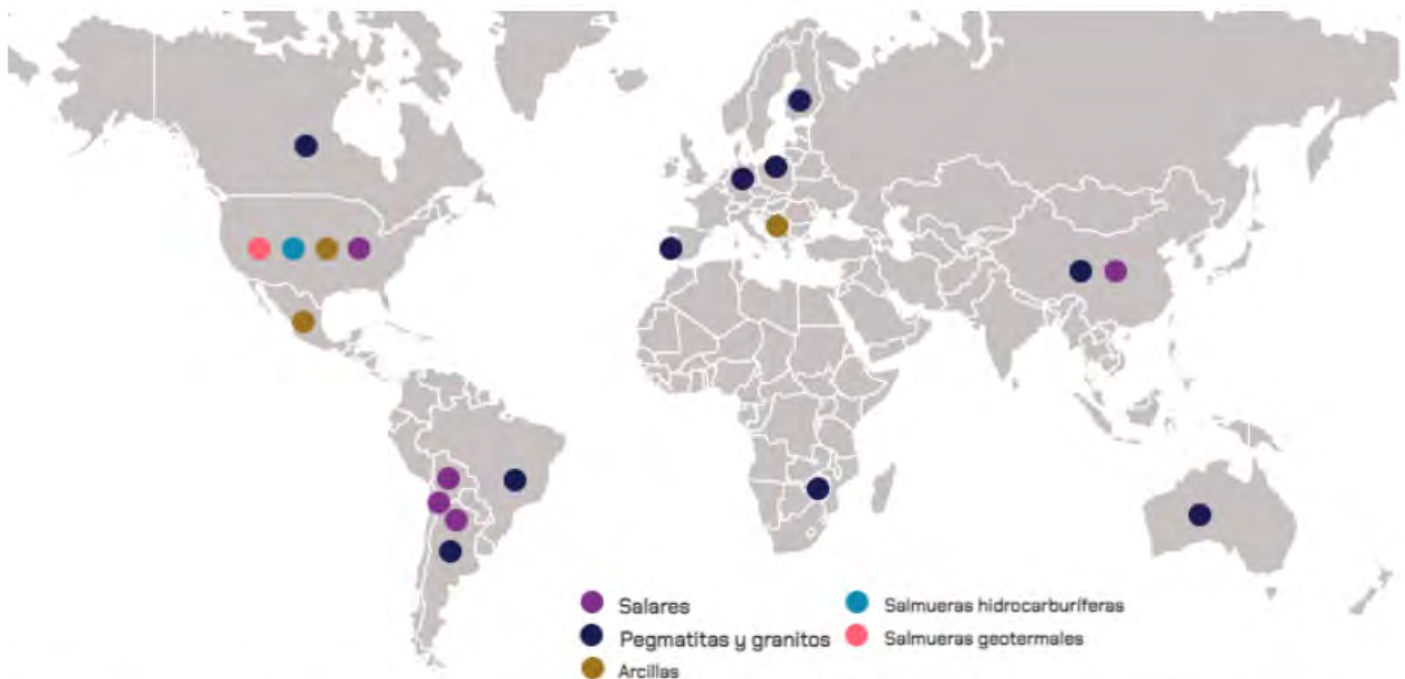 Salares
Pegmatitas y granitos
Arcillas
Salmueras hidrocarburíferas
Salmueras geotermales